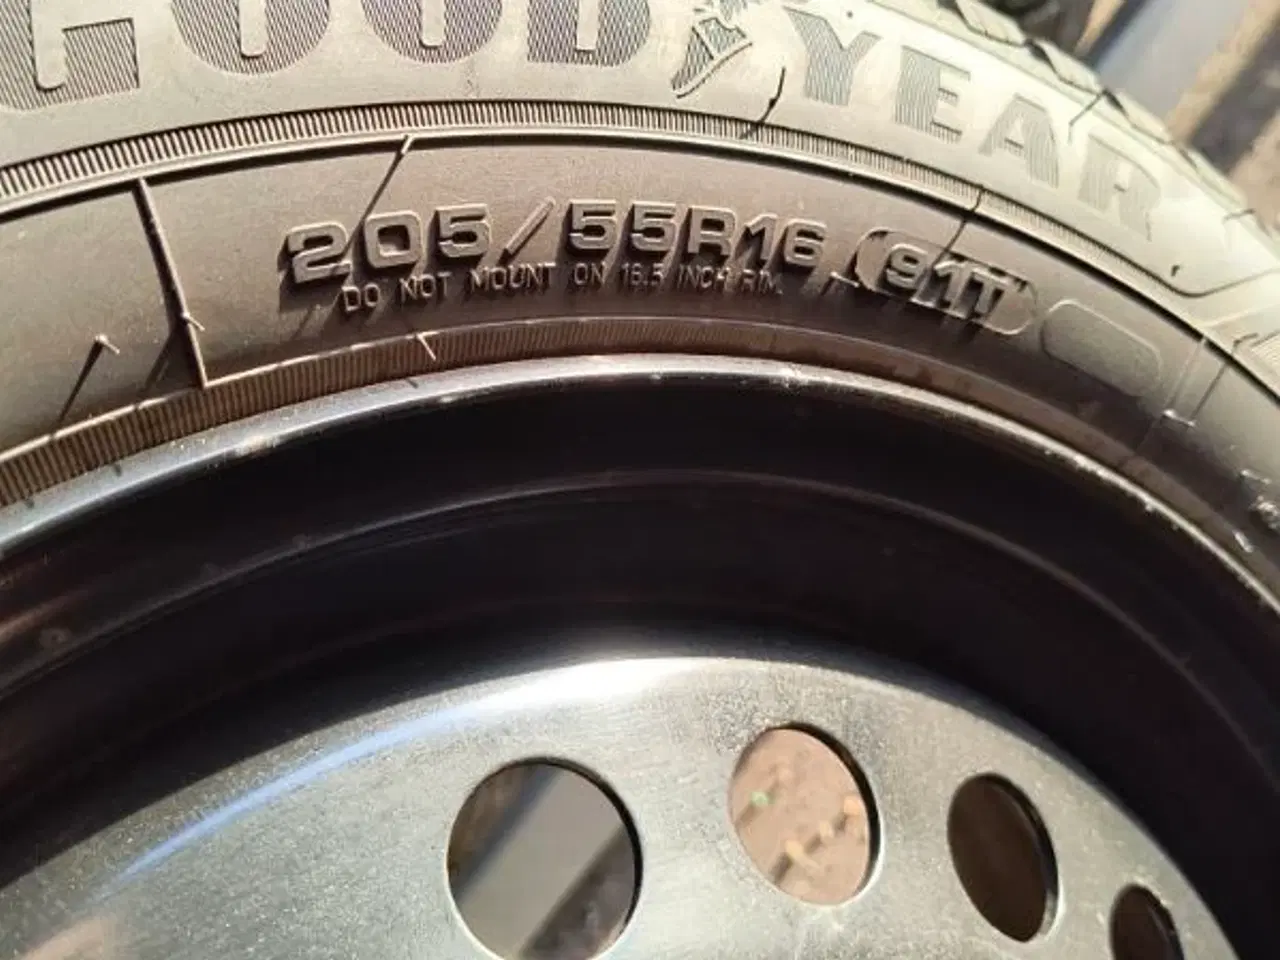 GOODYEAR
205/55R16 91T
DO NOT MOUNT ON 16.5 INCH RIM.